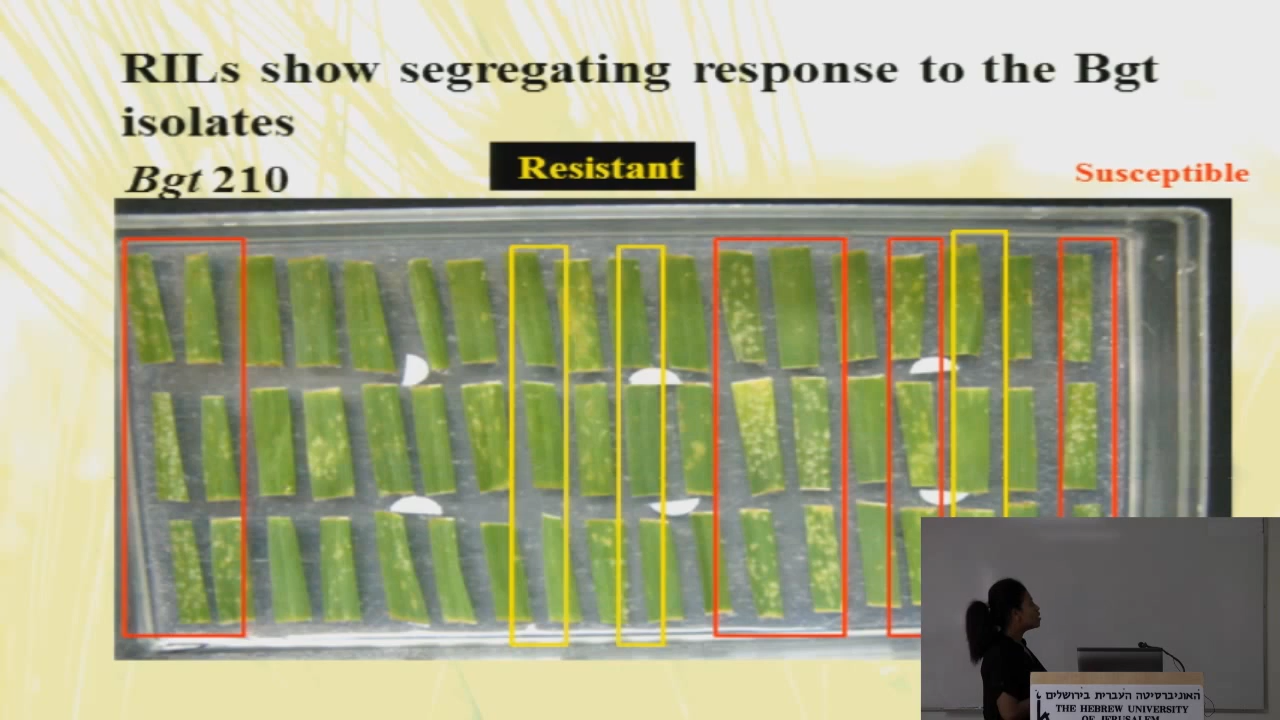 RILs show segregating response to the Bgt
isolates
Bgt 210
Resistant
Susceptible
האוניברסיטה העברית בירושלים
THE HEBREW UNIVERSITY
OF JERUSALEM